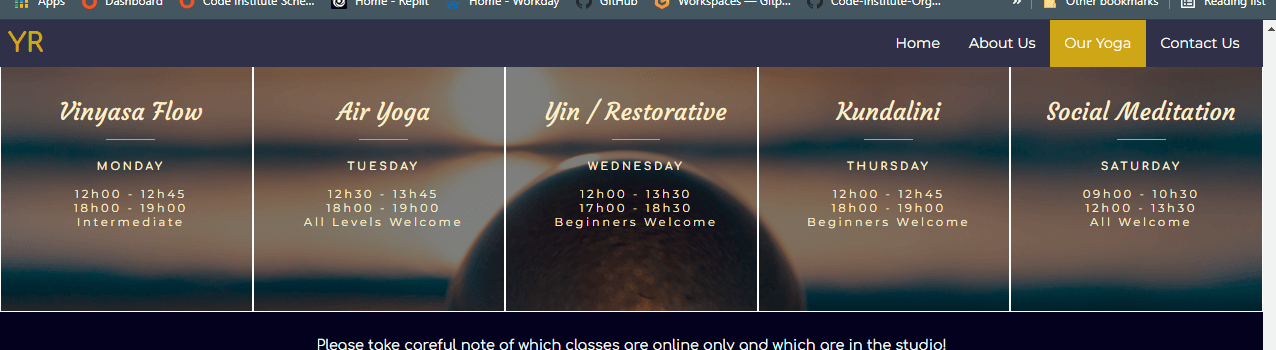 Apps Dashboard Code Institute Sche... Home - Replit Home - Workday GitHub Workspaces — Gitp... Code-Institute-Org... » Other bookmarks Reading list
YR Home About Us Our Yoga Contact Us
Vinyasa Flow
MONDAY
12h00 - 12h45
18h00 - 19h00
Intermediate
Air Yoga
TUESDAY
12h30 - 13h45
18h00 - 19h00
All Levels Welcome
Yin / Restorative
WEDNESDAY
12h00 - 13h30
17h00 - 18h30
Beginners Welcome
Kundalini
THURSDAY
12h00 - 12h45
18h00 - 19h00
Beginners Welcome
Social Meditation
SATURDAY
09h00 - 10h30
12h00 - 13h30
All Welcome
Please take careful note of which classes are online only and which are in the studio!